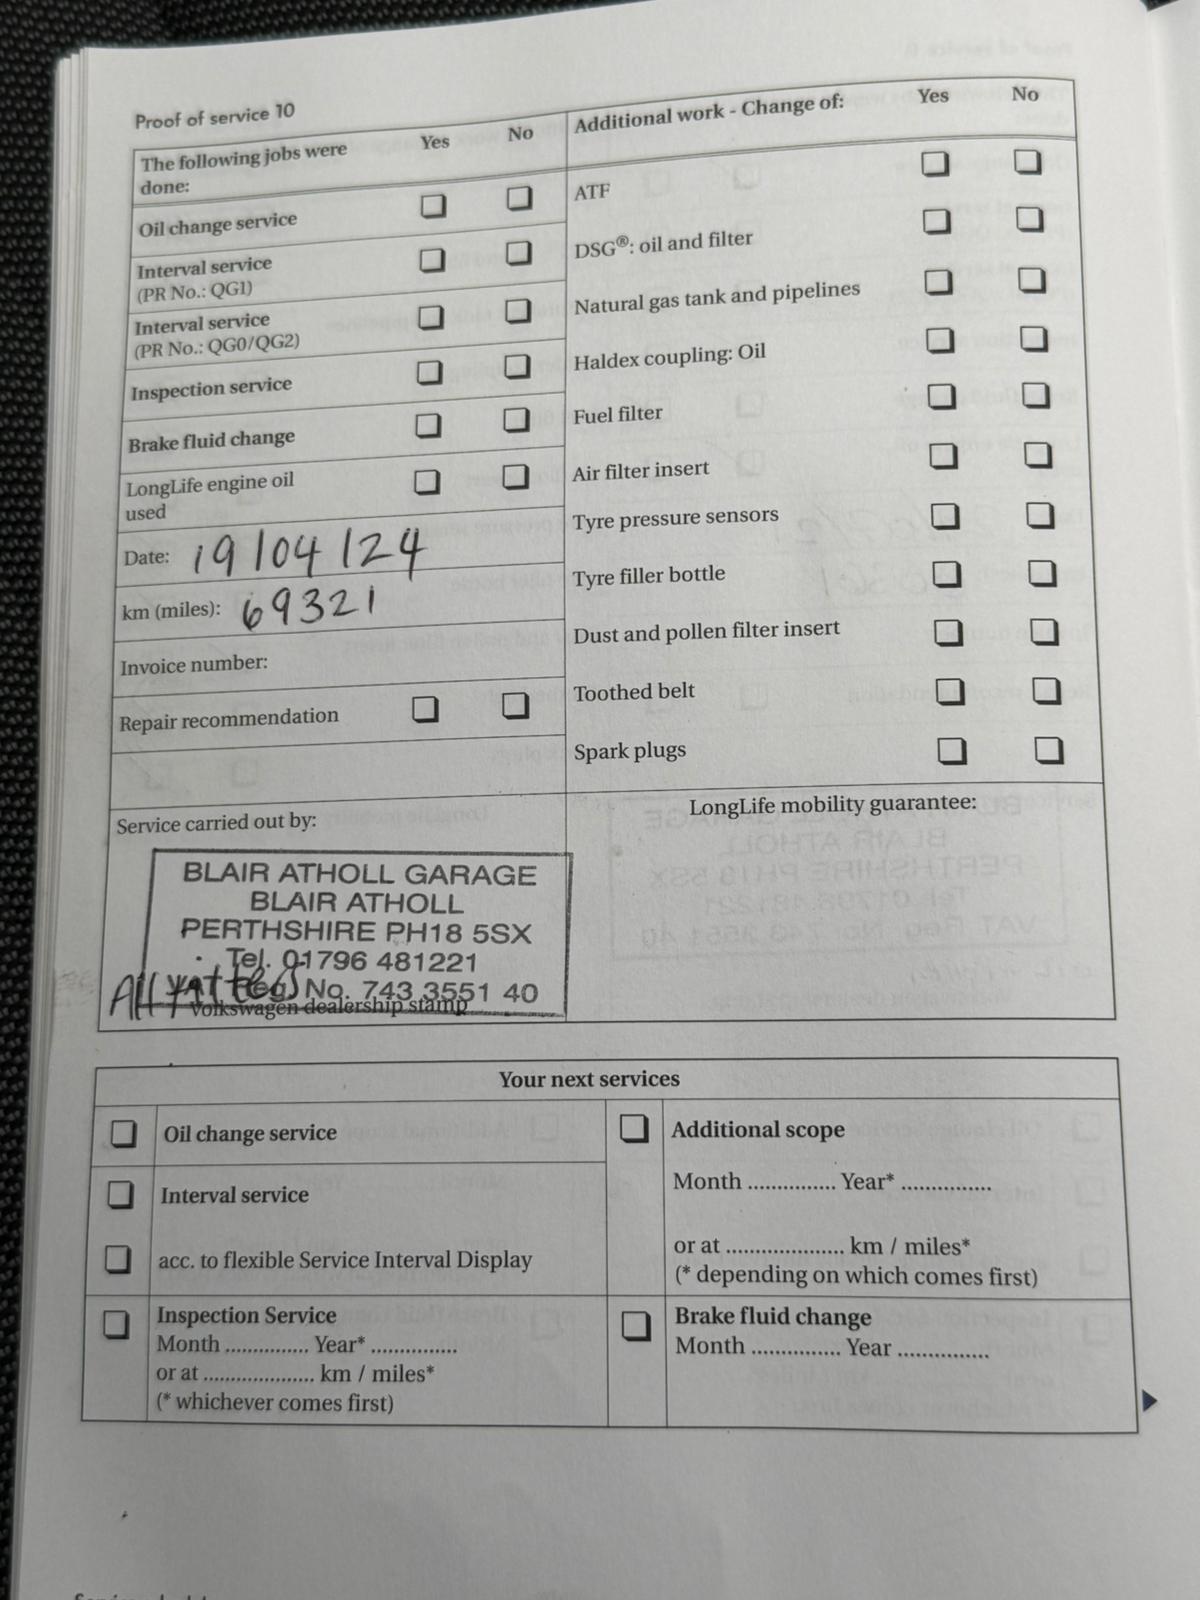 Proof of service 10
The following jobs were done:
Yes No
Oil change service
Interval service
(PR No.: QG1)
Interval service
(PR No.: QG0/QG2)
Inspection service
Brake fluid change
LongLife engine oil
used
Date: 19/04/24
km (miles): 69321
Invoice number:
Repair recommendation
Additional work - Change of: Yes No
ATF
DSG®: oil and filter
Natural gas tank and pipelines
Haldex coupling: Oil
Fuel filter
Air filter insert
Tyre pressure sensors
Tyre filler bottle
Dust and pollen filter insert
Toothed belt
Spark plugs
Service carried out by:
BLAIR ATHOLL GARAGE
BLAIR ATHOLL
PERTHSHIRE PH18 5SX
Tel. 01796 481221
VAT Reg. No. 743 3551 40
Volkswagen dealership stamp
LongLife mobility guarantee:
Your next services
Oil change service
Interval service
acc. to flexible Service Interval Display
Inspection Service
Month .............. Year* ..............
or at .................... km / miles*
(* whichever comes first)
Additional scope
Month .............. Year* ..............
or at .................... km / miles*
(* depending on which comes first)
Brake fluid change
Month .............. Year ..............